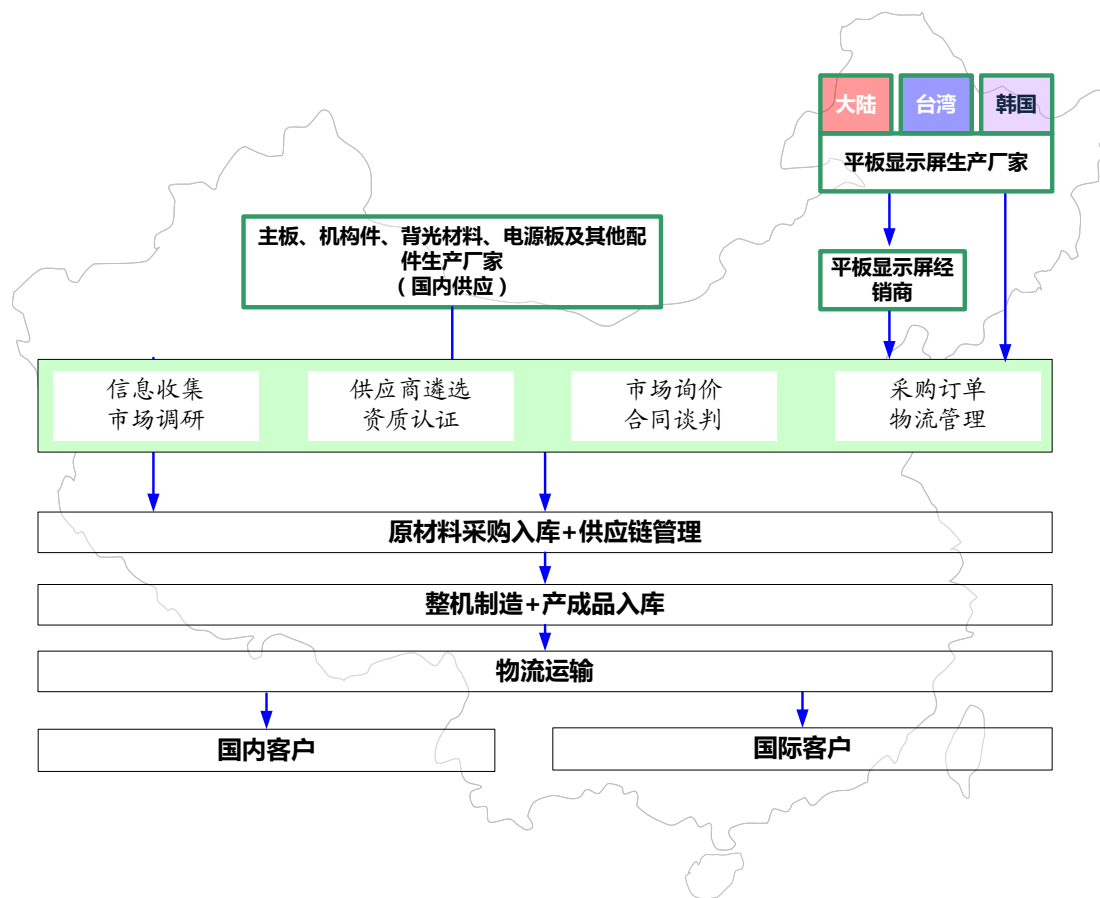 大陆
台湾
韩国
平板显示屏生产厂家
主板、机构件、背光材料、电源板及其他配
件生产厂家
（国内供应）
平板显示屏经
销商
信息收集
市场调研
供应商遴选
资质认证
市场询价
合同谈判
采购订单
物流管理
原材料采购入库+供应链管理
整机制造+产成品入库
物流运输
国内客户
国际客户